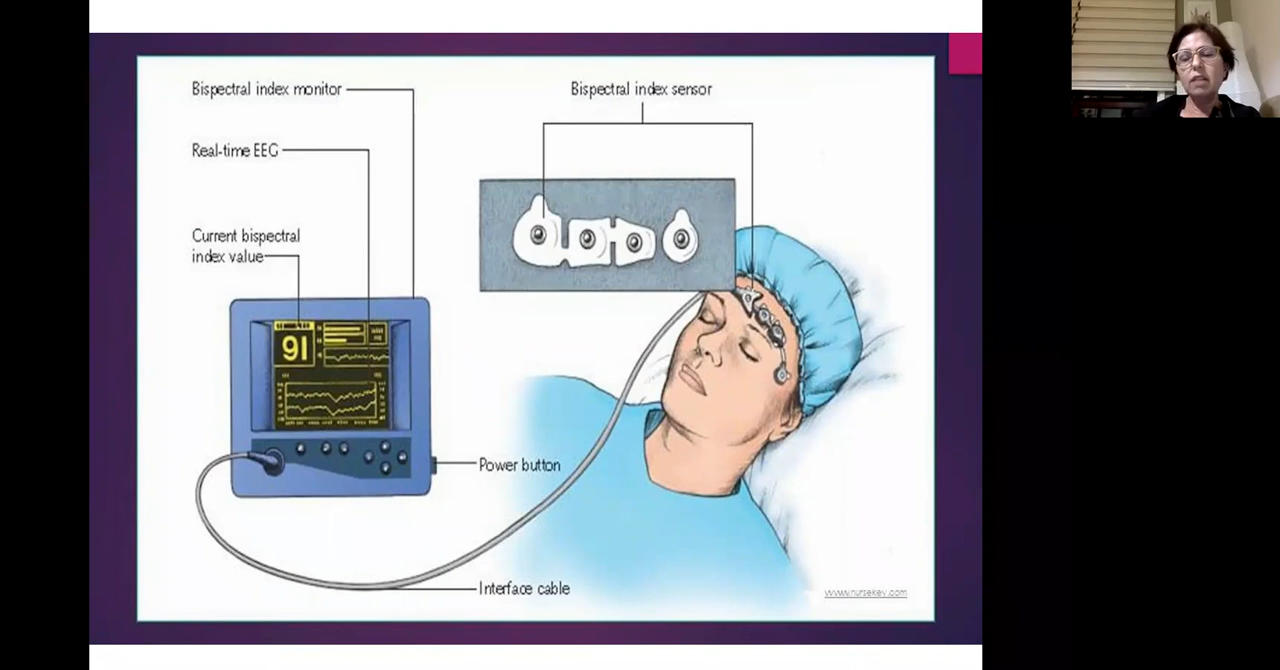 Bispectral index monitor
Bispectral index sensor
Real-time EEG
Current bispectral
index value
91
Power button
Interface cable
www.nursekey.com